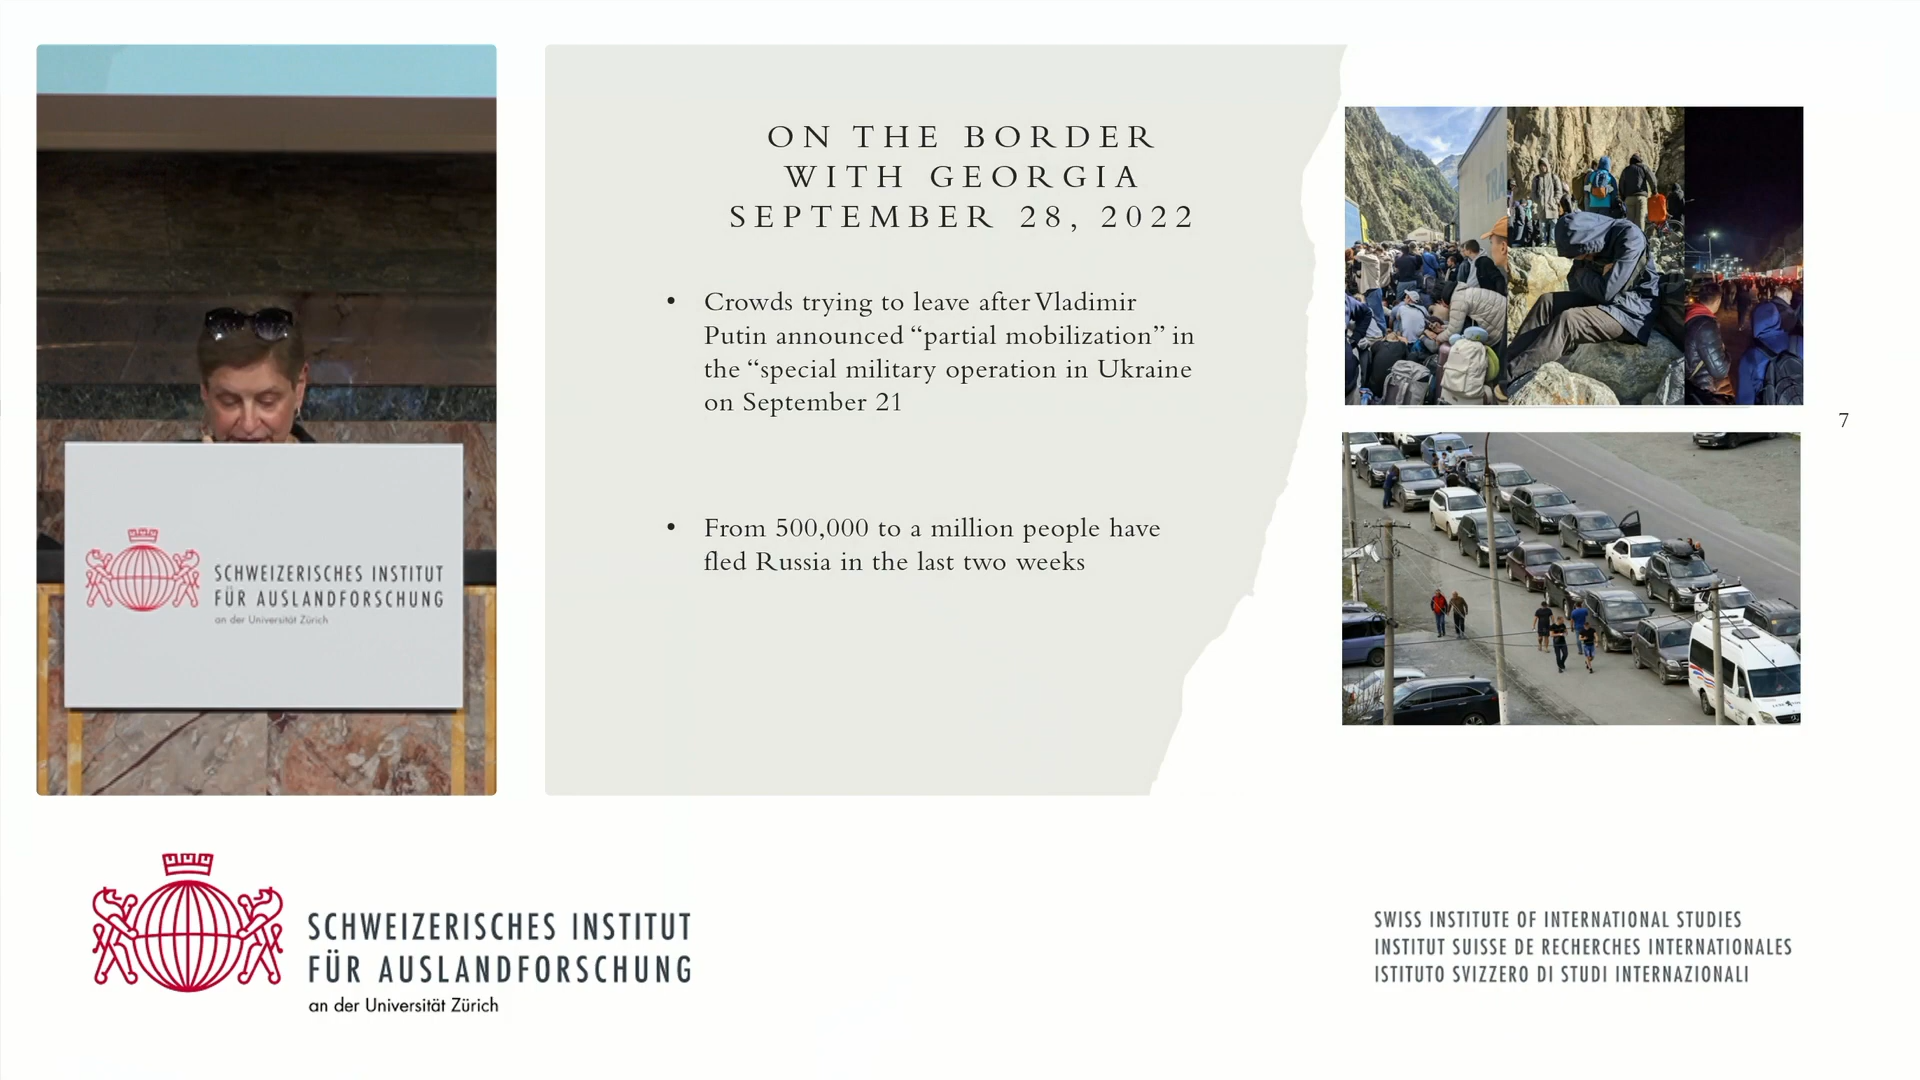 ON THE BORDER
WITH GEORGIA
SEPTEMBER 28, 2022
• Crowds trying to leave after Vladimir
Putin announced “partial mobilization” in
the “special military operation in Ukraine
on September 21
• From 500,000 to a million people have
fled Russia in the last two weeks
7
SCHWEIZERISCHES INSTITUT
FÜR AUSLANDFORSCHUNG
an der Universität Zürich
SCHWEIZERISCHES INSTITUT
FÜR AUSLANDFORSCHUNG
an der Universität Zürich
SWISS INSTITUTE OF INTERNATIONAL STUDIES
INSTITUT SUISSE DE RECHERCHES INTERNATIONALES
ISTITUTO SVIZZERO DI STUDI INTERNAZIONALI